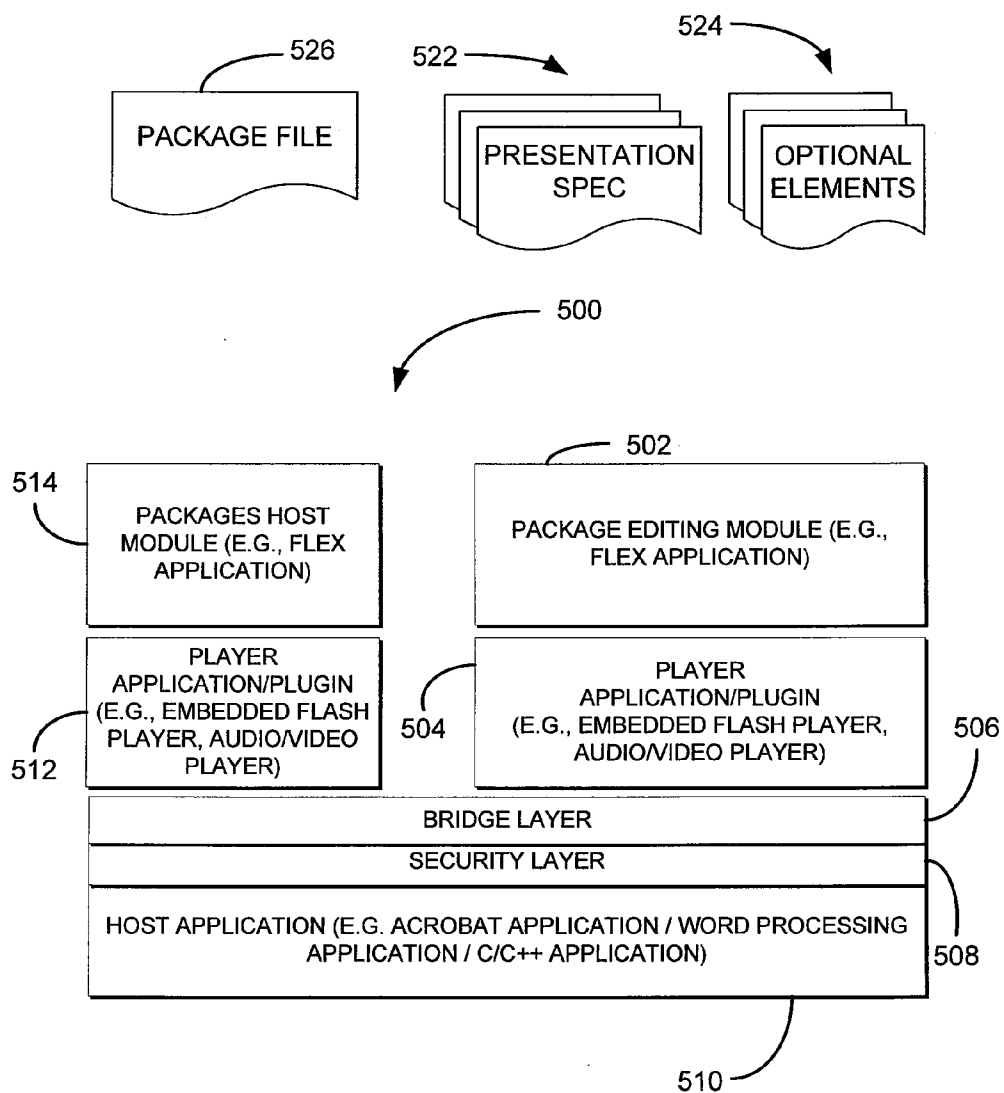 524
522
526
PACKAGE FILE
PRESENTATION
SPEC
OPTIONAL
ELEMENTS
500
502
514
PACKAGES HOST
MODULE (E.G., FLEX
APPLICATION)
PACKAGE EDITING MODULE (E.G.,
FLEX APPLICATION)
PLAYER
APPLICATION/PLUGIN
(E.G., EMBEDDED FLASH
PLAYER, AUDIO/VIDEO
PLAYER)
512
504
PLAYER
APPLICATION/PLUGIN
(E.G., EMBEDDED FLASH PLAYER,
AUDIO/VIDEO PLAYER)
506
BRIDGE LAYER
SECURITY LAYER
HOST APPLICATION (E.G. ACROBAT APPLICATION / WORD PROCESSING
APPLICATION / C/C++ APPLICATION)
508
510